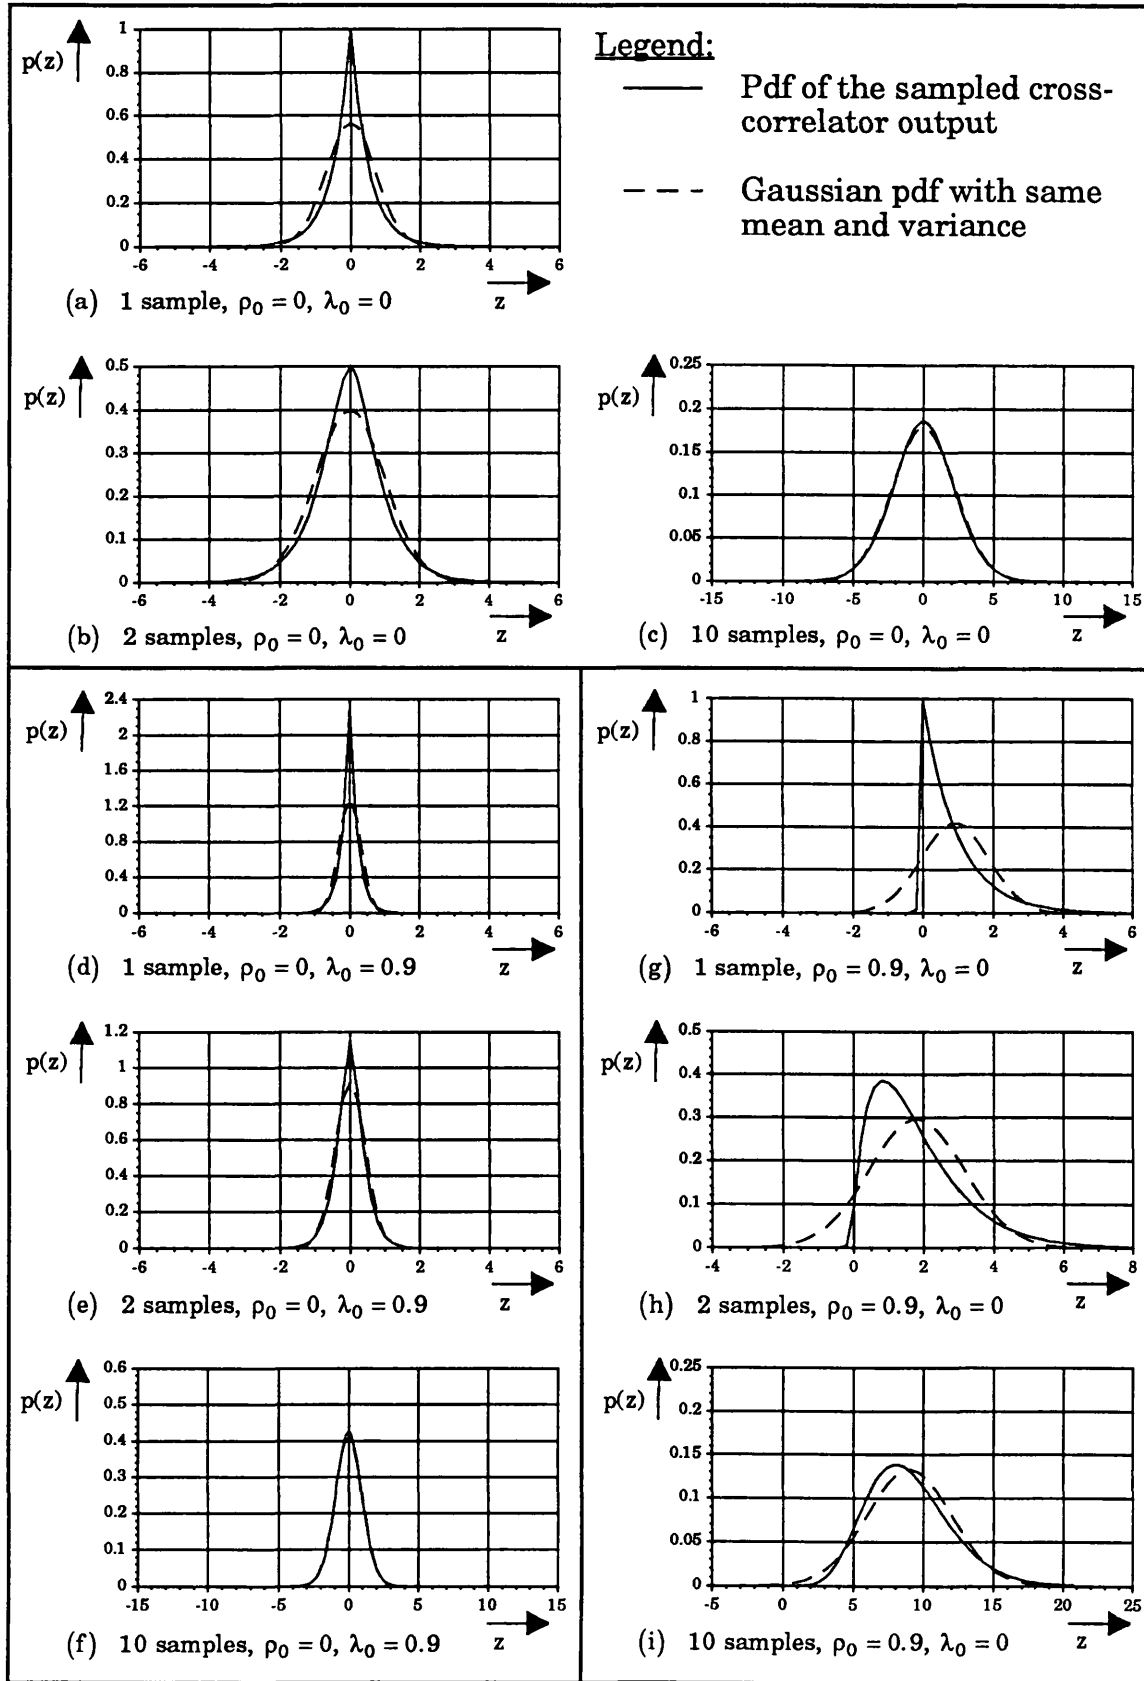 Legend:
Pdf of the sampled cross-
correlator output
Gaussian pdf with same
mean and variance
p(z)
1
0.8
0.6
0.4
0.2
0
-6 -4 -2 0 2 4 6
(a) 1 sample, ρ₀ = 0, λ₀ = 0 z
p(z)
0.5
0.4
0.3
0.2
0.1
0
-6 -4 -2 0 2 4 6
(b) 2 samples, ρ₀ = 0, λ₀ = 0 z
p(z)
0.25
0.2
0.15
0.1
0.05
0
-15 -10 -5 0 5 10 15
(c) 10 samples, ρ₀ = 0, λ₀ = 0 z
p(z)
2.4
2
1.6
1.2
0.8
0.4
0
-6 -4 -2 0 2 4 6
(d) 1 sample, ρ₀ = 0, λ₀ = 0.9 z
p(z)
1.2
1
0.8
0.6
0.4
0.2
0
-6 -4 -2 0 2 4 6
(e) 2 samples, ρ₀ = 0, λ₀ = 0.9 z
p(z)
0.6
0.5
0.4
0.3
0.2
0.1
0
-15 -10 -5 0 5 10 15
(f) 10 samples, ρ₀ = 0, λ₀ = 0.9 z
p(z)
1
0.8
0.6
0.4
0.2
0
-6 -4 -2 0 2 4 6
(g) 1 sample, ρ₀ = 0.9, λ₀ = 0 z
p(z)
0.5
0.4
0.3
0.2
0.1
0
-4 -2 0 2 4 6 8
(h) 2 samples, ρ₀ = 0.9, λ₀ = 0 z
p(z)
0.25
0.2
0.15
0.1
0.05
0
-5 0 5 10 15 20 25
(i) 10 samples, ρ₀ = 0.9, λ₀ = 0 z